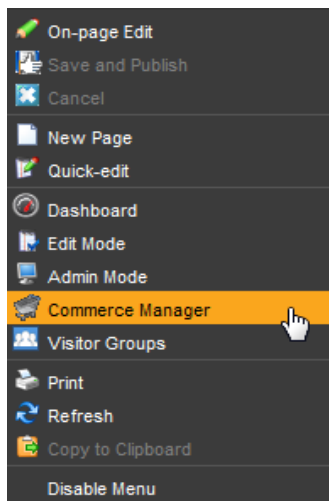 On-page Edit
Save and Publish
Cancel
New Page
Quick-edit
Dashboard
Edit Mode
Admin Mode
Commerce Manager
Visitor Groups
Print
Refresh
Copy to Clipboard
Disable Menu